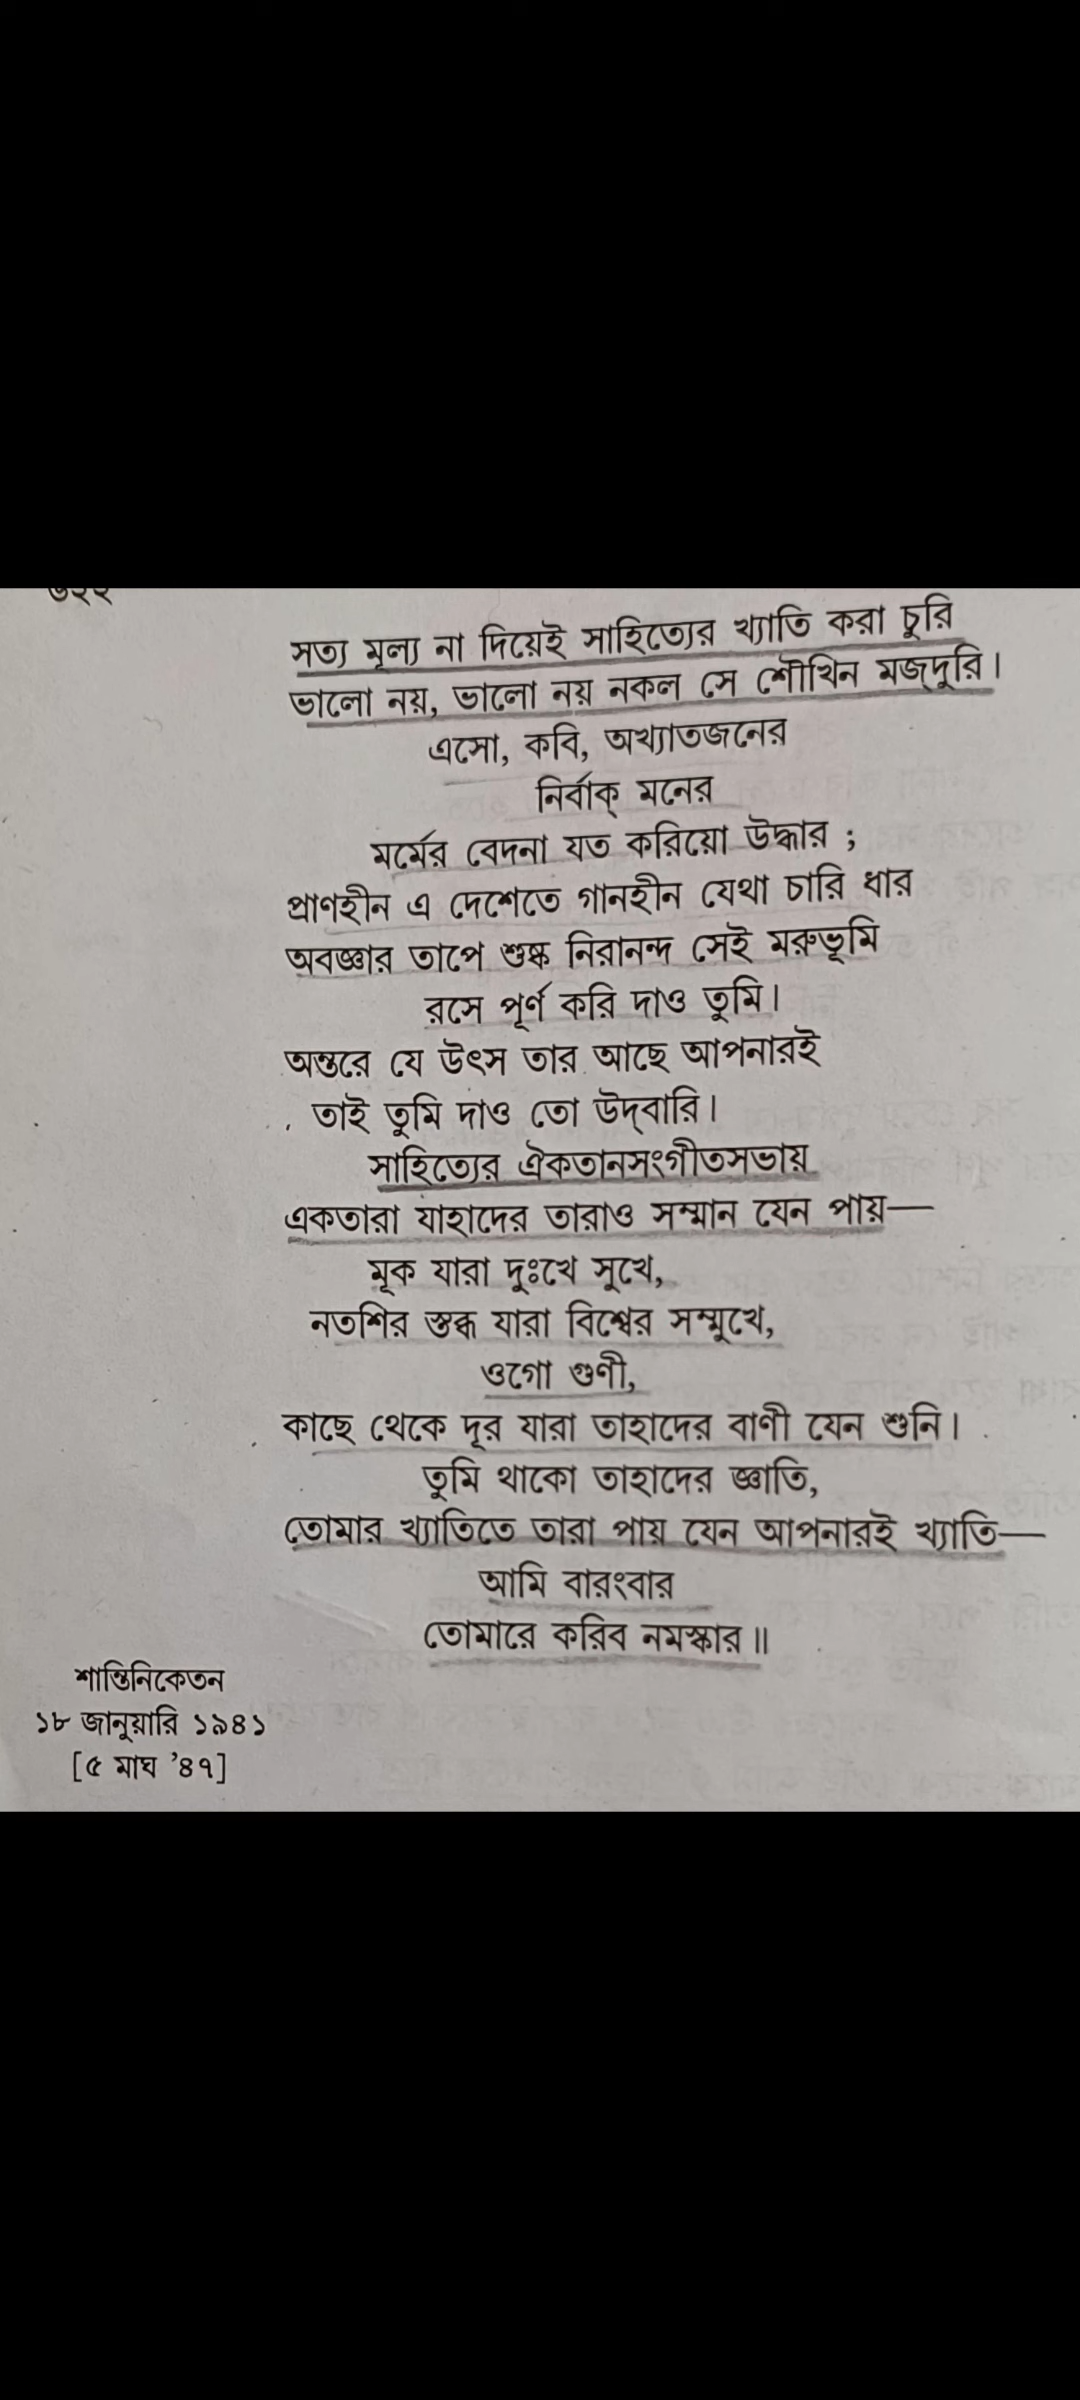 ৩২২
সত্য মূল্য না দিয়েই সাহিত্যের খ্যাতি করা চুরি
ভালো নয়, ভালো নয় নকল সে শৌখিন মজ্‌দুরি।
এসো, কবি, অখ্যাতজনের
নির্বাক্ মনের
মর্মের বেদনা যত করিয়ো উদ্ধার ;
প্রাণহীন এ দেশেতে গানহীন যেথা চারি ধার
অবজ্ঞার তাপে শুষ্ক নিরানন্দ সেই মরুভূমি
রসে পূর্ণ করি দাও তুমি।
অন্তরে যে উৎস তার আছে আপনারই
তাই তুমি দাও তো উদ্‌বারি।
সাহিত্যের ঐকতানসংগীতসভায়
একতারা যাহাদের তারাও সম্মান যেন পায়—
মূক যারা দুঃখে সুখে,
নতশির স্তব্ধ যারা বিশ্বের সম্মুখে,
ওগো গুণী,
কাছে থেকে দূর যারা তাহাদের বাণী যেন শুনি।
তুমি থাকো তাহাদের জ্ঞাতি,
তোমার খ্যাতিতে তারা পায় যেন আপনারই খ্যাতি—
আমি বারংবার
তোমারে করিব নমস্কার॥
শান্তিনিকেতন
১৮ জানুয়ারি ১৯৪১
[৫ মাঘ ’৪৭]